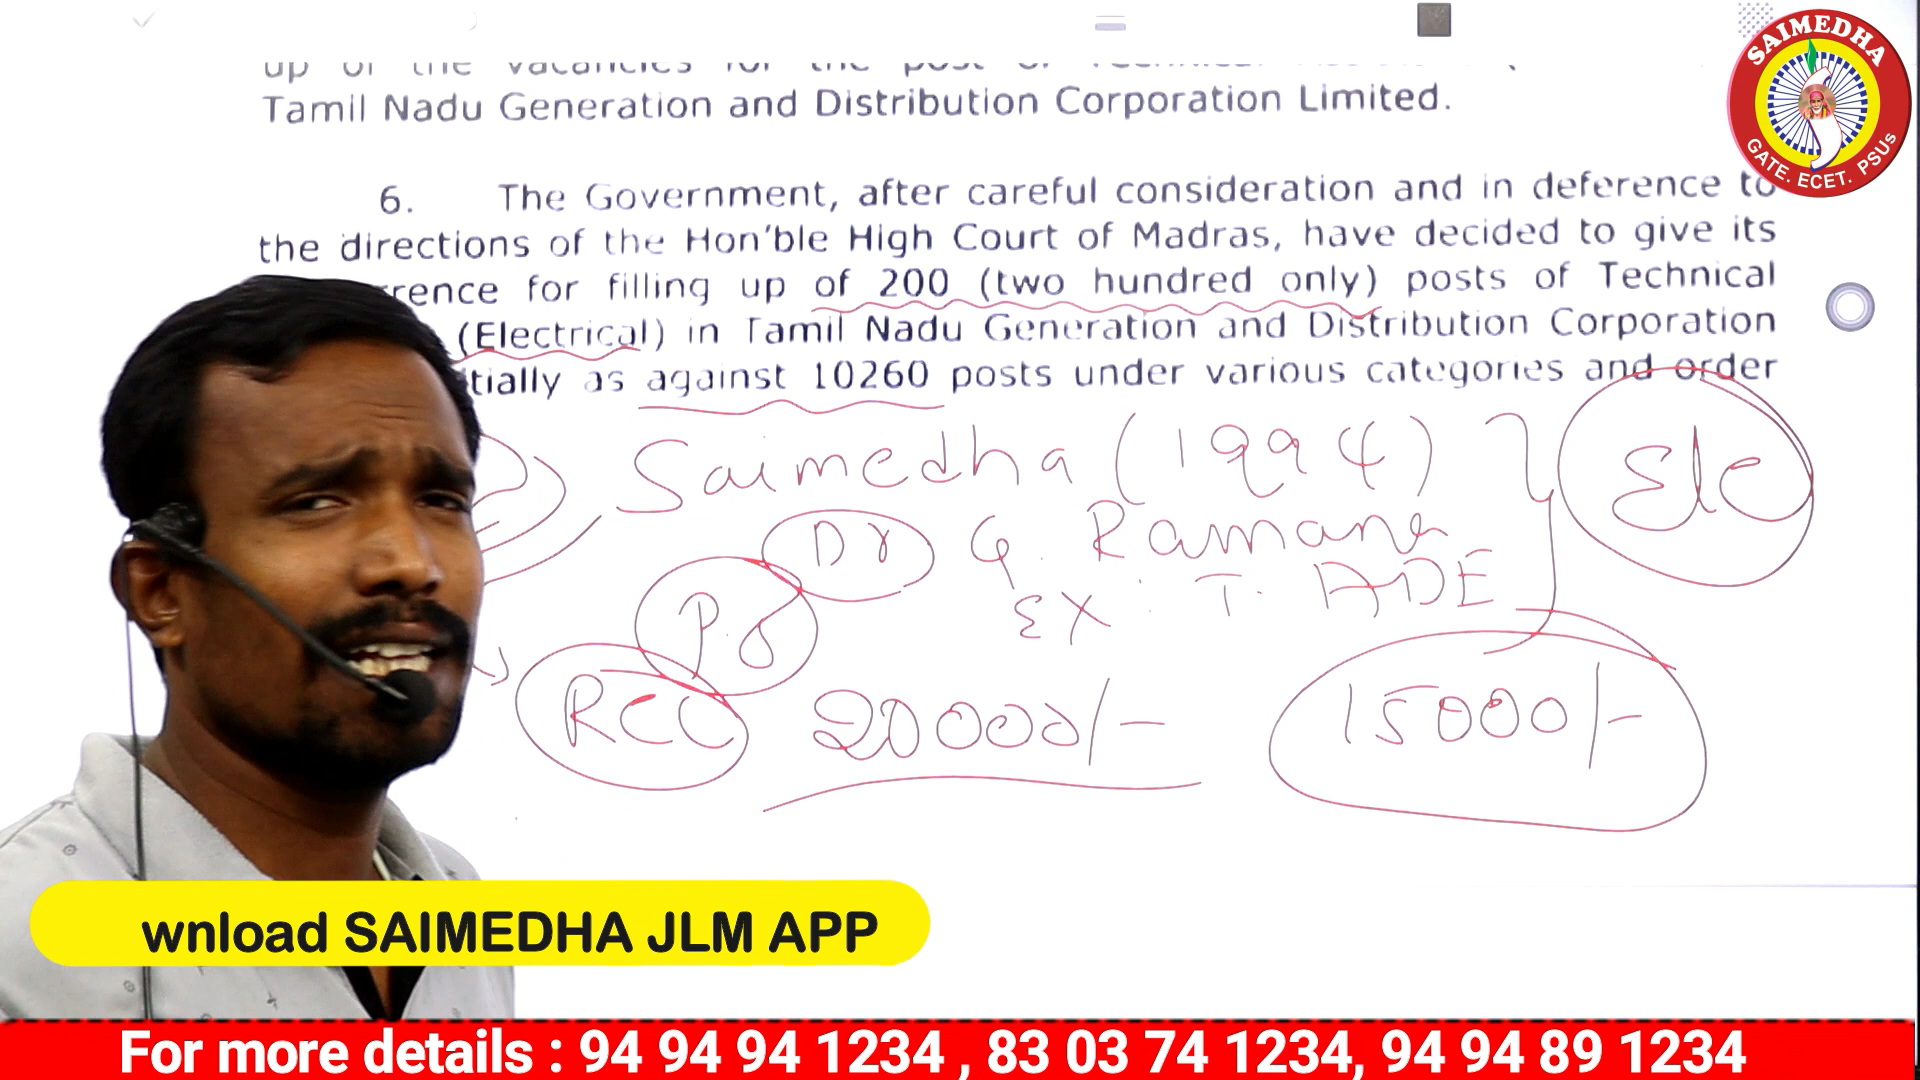 Tamil Nadu Generation and Distribution Corporation Limited.
6. The Government, after careful consideration and in deference to
the directions of the Hon'ble High Court of Madras, have decided to give its
rence for filling up of 200 (two hundred only) posts of Technical
(Electrical) in Tamil Nadu Generation and Distribution Corporation
tially as against 10260 posts under various categories and order
Saimedha (1994)
Dr G. Ramana
EX. T. ADE
RCC 20000/- 15000/-
SAIMEDHA
GATE. ECET. PSUs
wnload SAIMEDHA JLM APP
For more details : 94 94 94 1234 , 83 03 74 1234, 94 94 89 1234